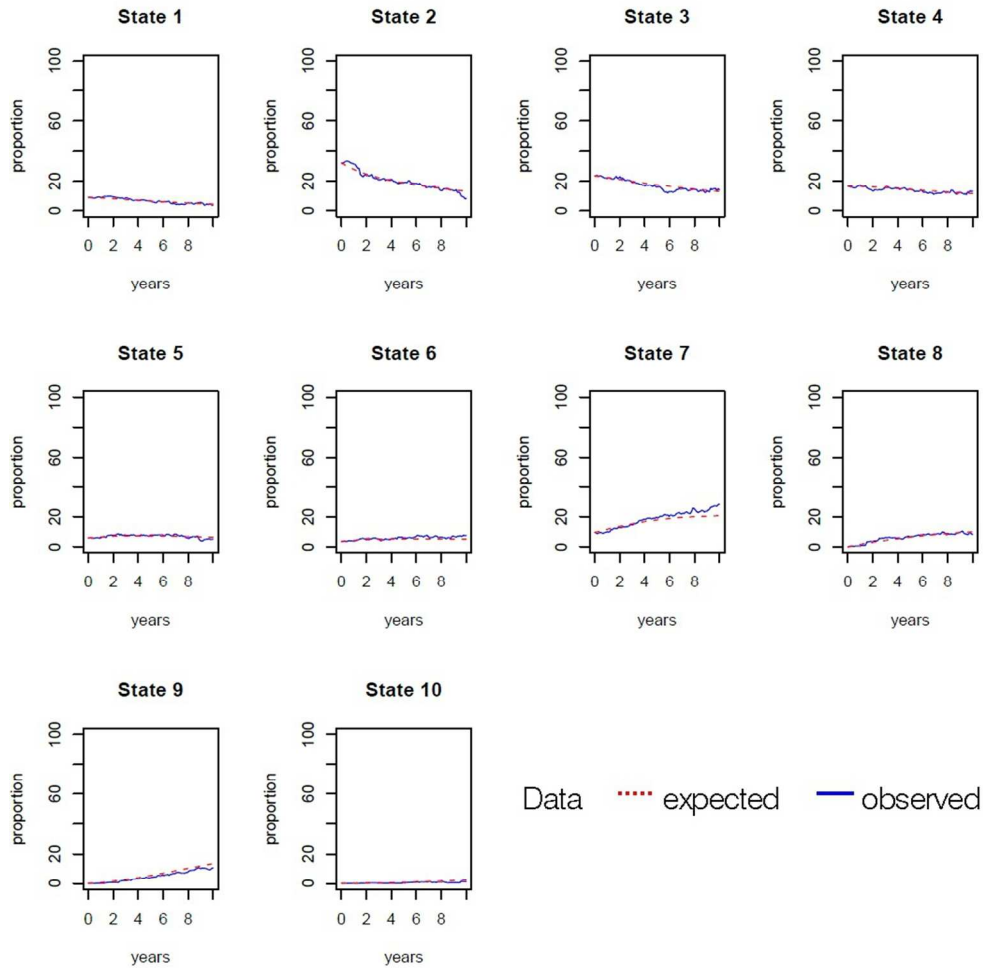 State 1 State 2 State 3 State 4
proportion 100 60 20 0 proportion 100 60 20 0 proportion 100 60 20 0 proportion 100 60 20 0
0 2 4 6 8 0 2 4 6 8 0 2 4 6 8 0 2 4 6 8
years years years years
State 5 State 6 State 7 State 8
proportion 100 60 20 0 proportion 100 60 20 0 proportion 100 60 20 0 proportion 100 60 20 0
0 2 4 6 8 0 2 4 6 8 0 2 4 6 8 0 2 4 6 8
years years years years
State 9 State 10
proportion 100 60 20 0 proportion 100 60 20 0
Data expected observed
0 2 4 6 8 0 2 4 6 8
years years